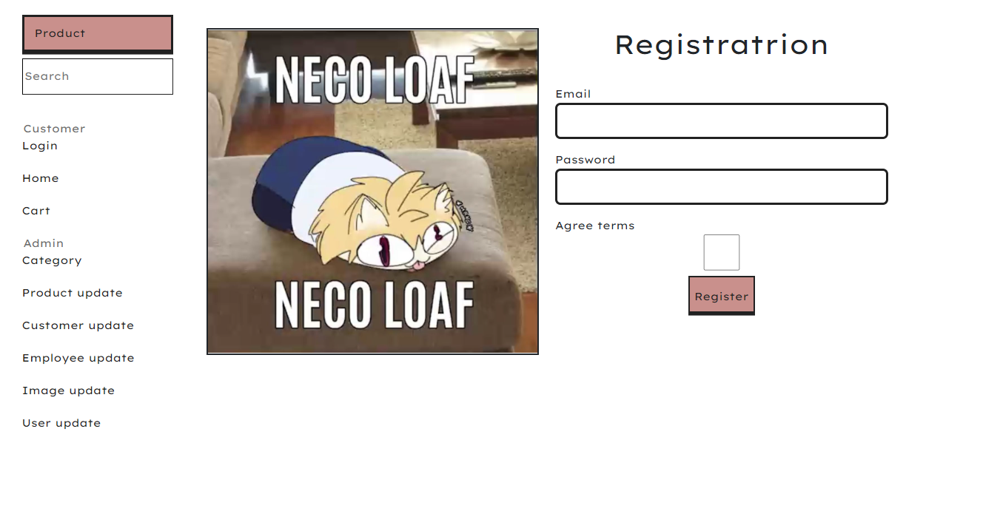 Product
Search
Customer
Login
Home
Cart
Admin
Category
Product update
Customer update
Employee update
Image update
User update
NECO LOAF
NECO LOAF
Registratrion
Email
Password
Agree terms
Register